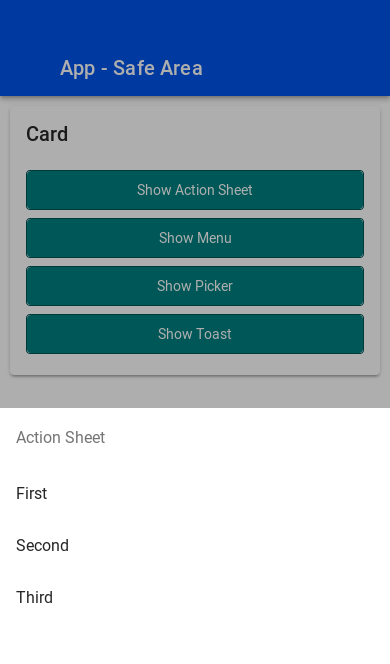 App - Safe Area
Card
Show Action Sheet
Show Menu
Show Picker
Show Toast
Action Sheet
First
Second
Third